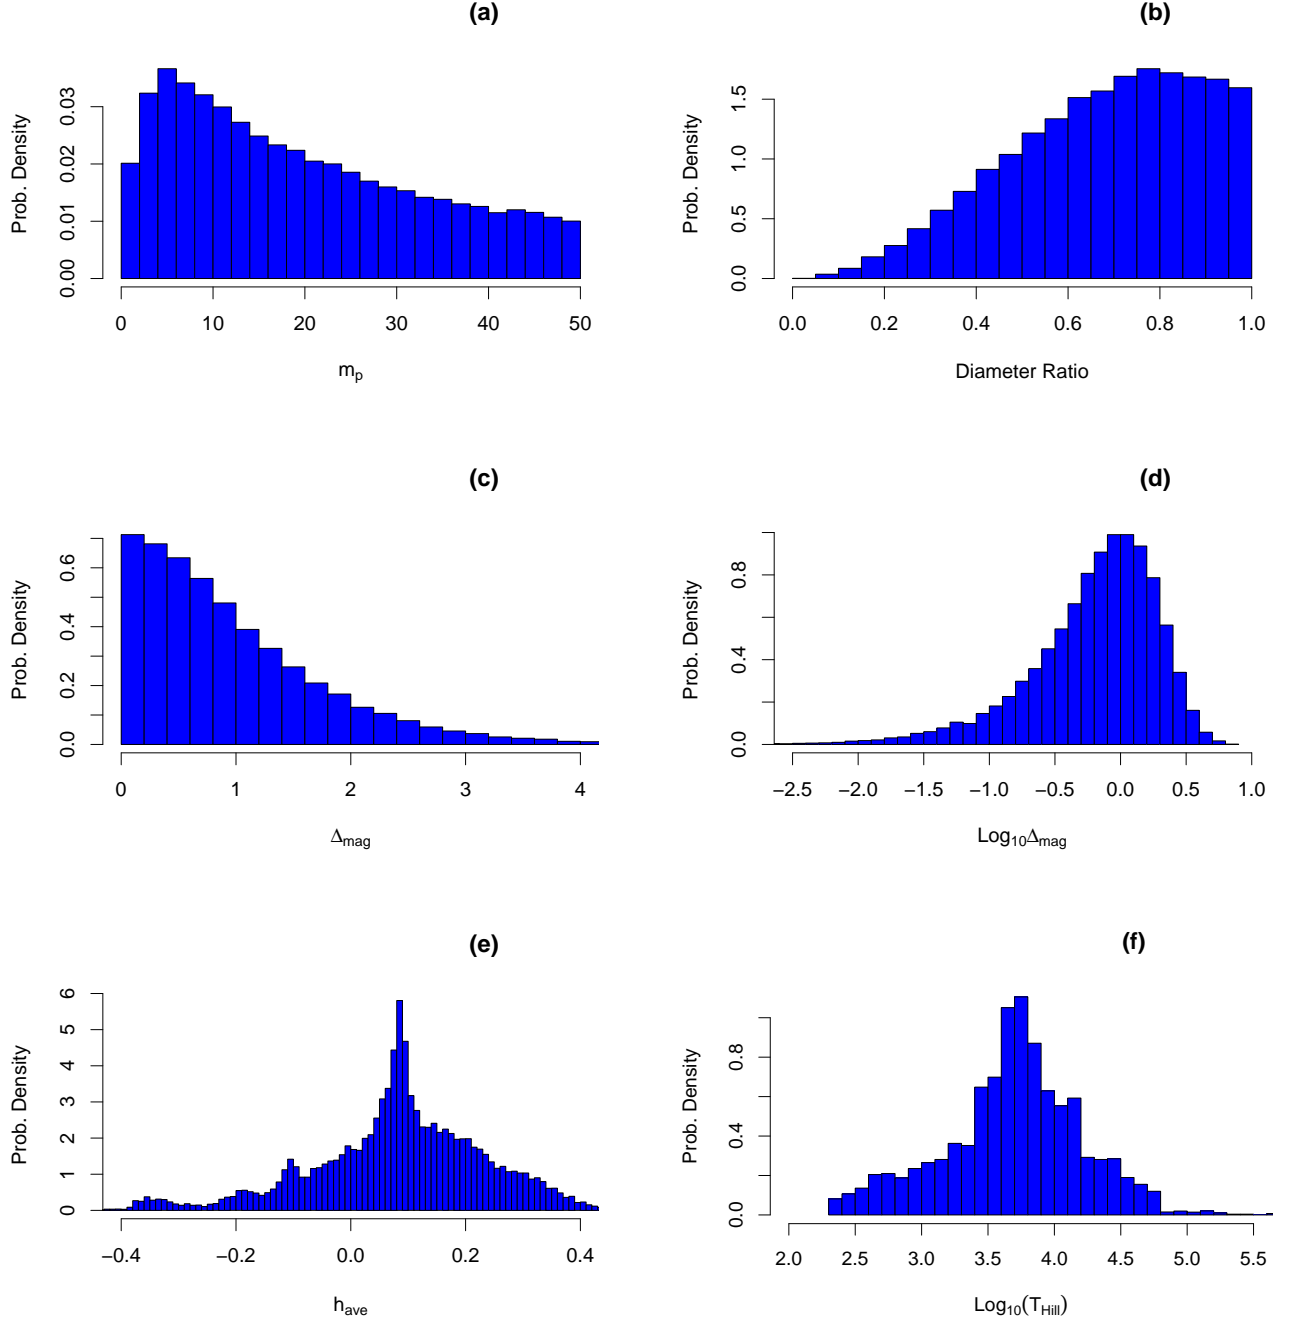 (a)
Prob. Density
0.00 0.01 0.02 0.03
0 10 20 30 40 50
m_p
(b)
Prob. Density
0.0 0.5 1.0 1.5
0.0 0.2 0.4 0.6 0.8 1.0
Diameter Ratio
(c)
Prob. Density
0.0 0.2 0.4 0.6
0 1 2 3 4
Δ_mag
(d)
Prob. Density
0.0 0.4 0.8
−2.5 −2.0 −1.5 −1.0 −0.5 0.0 0.5 1.0
Log₁₀Δ_mag
(e)
Prob. Density
0 1 2 3 4 5 6
−0.4 −0.2 0.0 0.2 0.4
h_ave
(f)
Prob. Density
0.0 0.4 0.8
2.0 2.5 3.0 3.5 4.0 4.5 5.0 5.5
Log₁₀(T_Hill)